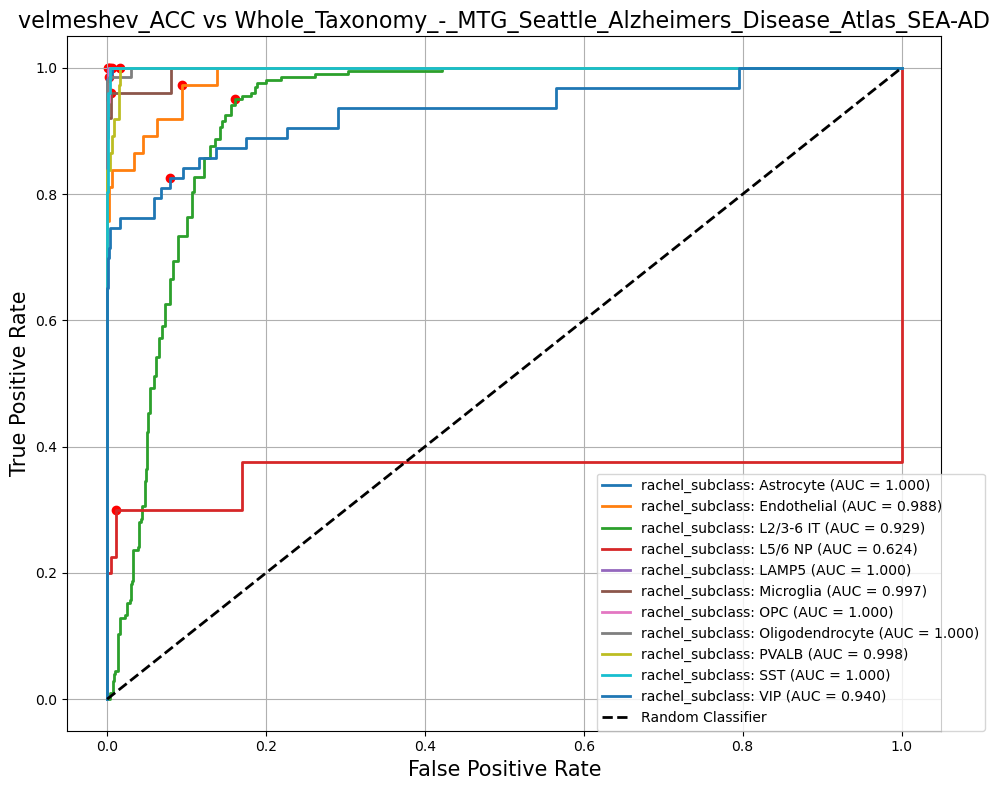 velmeshev_ACC vs Whole_Taxonomy_-_MTG_Seattle_Alzheimers_Disease_Atlas_SEA-AD
True Positive Rate
1.0
0.8
0.6
0.4
0.2
0.0
0.0
0.2
0.4
0.6
0.8
1.0
False Positive Rate
rachel_subclass: Astrocyte (AUC = 1.000)
rachel_subclass: Endothelial (AUC = 0.988)
rachel_subclass: L2/3-6 IT (AUC = 0.929)
rachel_subclass: L5/6 NP (AUC = 0.624)
rachel_subclass: LAMP5 (AUC = 1.000)
rachel_subclass: Microglia (AUC = 0.997)
rachel_subclass: OPC (AUC = 1.000)
rachel_subclass: Oligodendrocyte (AUC = 1.000)
rachel_subclass: PVALB (AUC = 0.998)
rachel_subclass: SST (AUC = 1.000)
rachel_subclass: VIP (AUC = 0.940)
Random Classifier